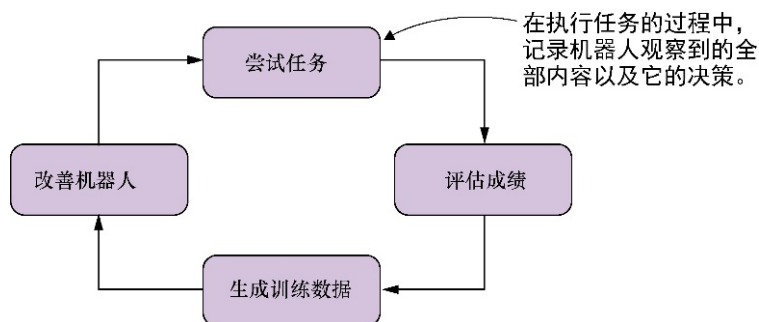 尝试任务
在执行任务的过程中，
记录机器人观察到的全
部内容以及它的决策。
改善机器人
评估成绩
生成训练数据